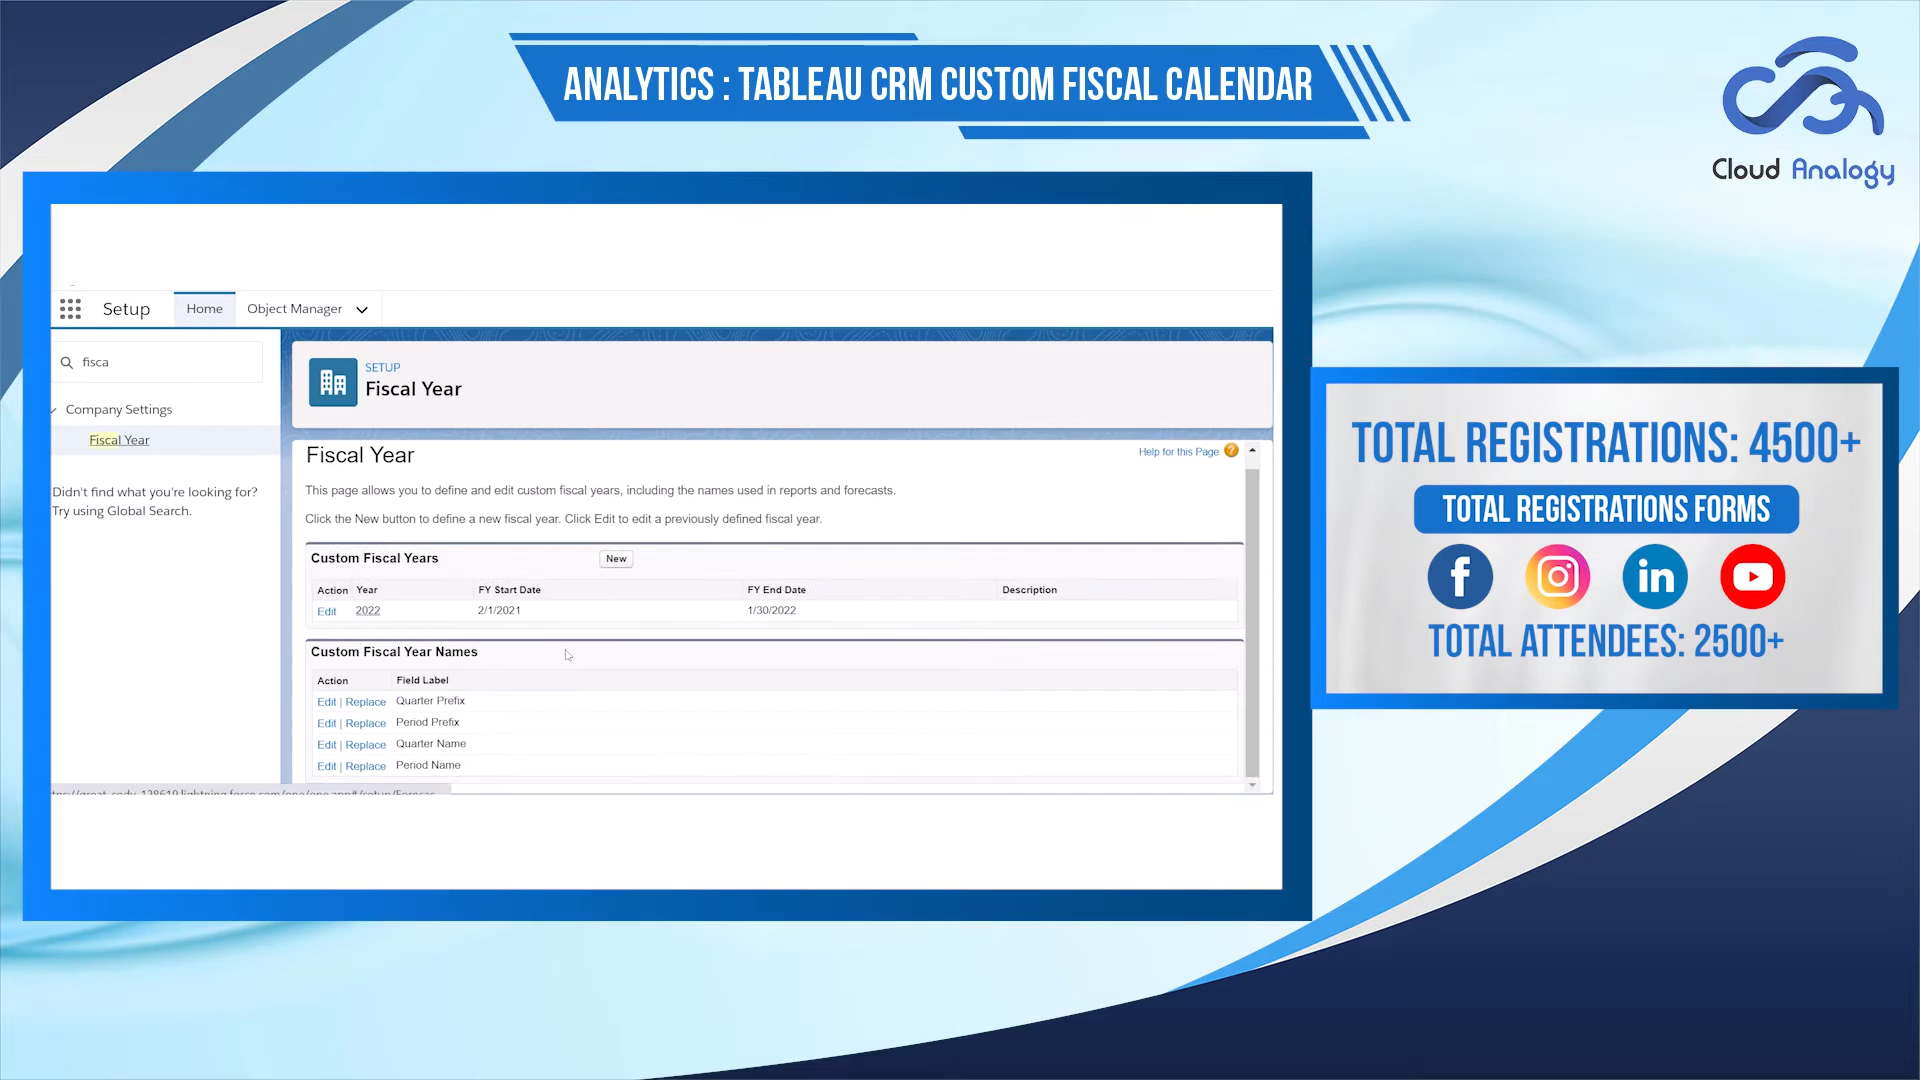 ANALYTICS : TABLEAU CRM CUSTOM FISCAL CALENDAR
Cloud Analogy
Setup
Home
Object Manager
fisca
Company Settings
Fiscal Year
Didn't find what you're looking for?
Try using Global Search.
SETUP
Fiscal Year
Fiscal Year
Help for this Page
This page allows you to define and edit custom fiscal years, including the names used in reports and forecasts.
Click the New button to define a new fiscal year. Click Edit to edit a previously defined fiscal year.
Custom Fiscal Years
New
Action Year FY Start Date FY End Date Description
Edit 2022 2/1/2021 1/30/2022
Custom Fiscal Year Names
Action Field Label
Edit | Replace Quarter Prefix
Edit | Replace Period Prefix
Edit | Replace Quarter Name
Edit | Replace Period Name
TOTAL REGISTRATIONS: 4500+
TOTAL REGISTRATIONS FORMS
TOTAL ATTENDEES: 2500+